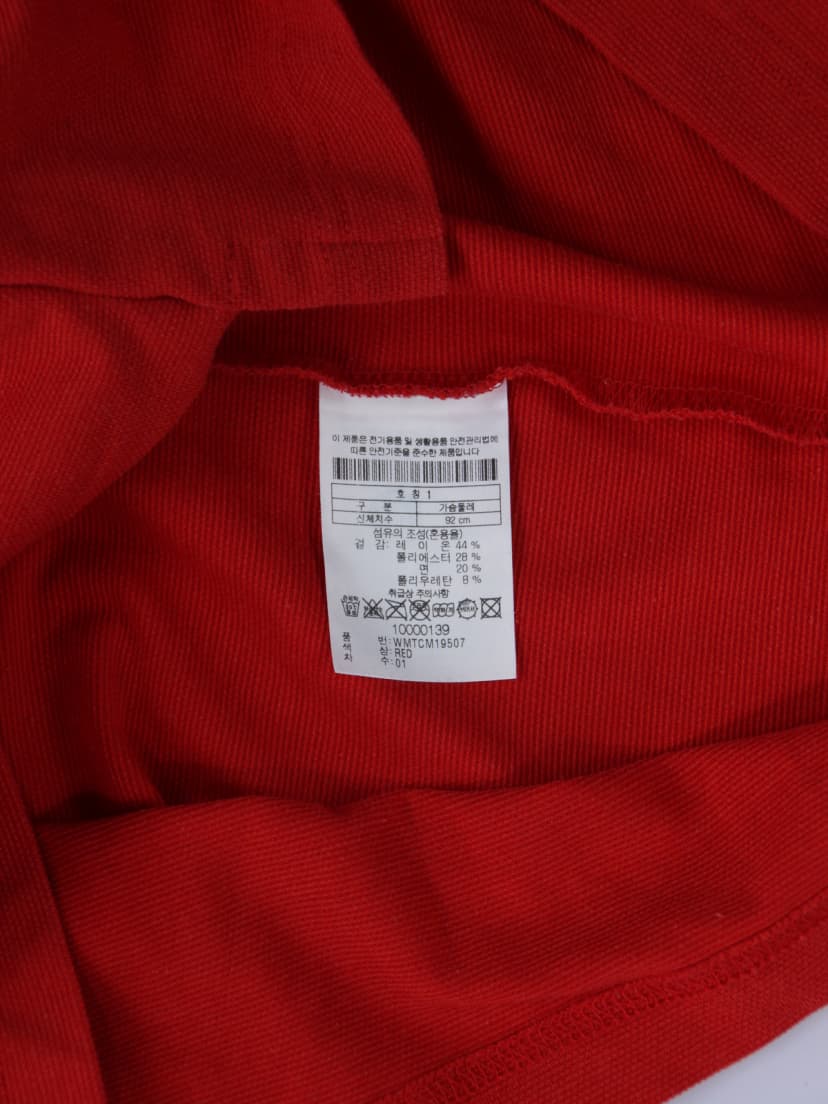 이 제품은 전기용품 및 생활용품 안전관리법에
따른 안전기준을 준수한 제품입니다
호 칭 1
구 분 가슴둘레
신체치수 92 cm
섬유의 조성(혼용율)
겉 감: 레 이 온 44 %
폴리에스터 28 %
면 20 %
폴리우레탄 8 %
취급상 주의사항
10000139
품 번: WMTCM19507
색 상: RED
차 수: 01